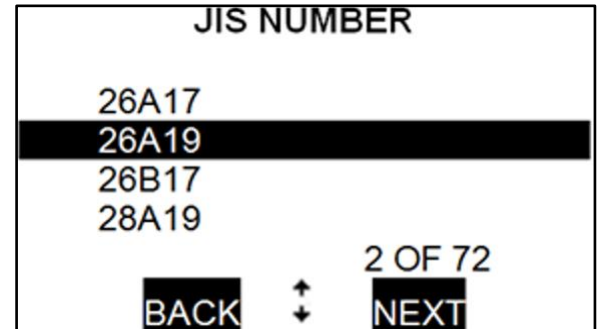 JIS NUMBER
26A17
26A19
26B17
28A19
2 OF 72
BACK NEXT